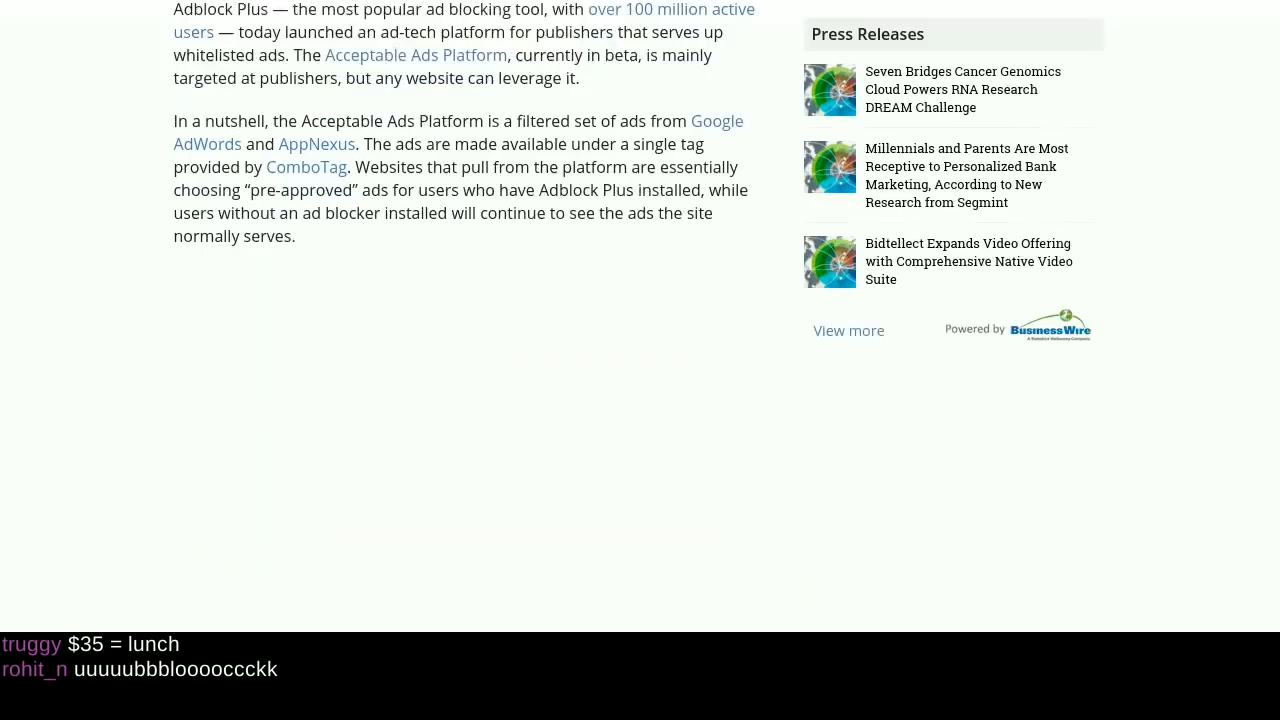 Adblock Plus — the most popular ad blocking tool, with over 100 million active
users — today launched an ad-tech platform for publishers that serves up
whitelisted ads. The Acceptable Ads Platform, currently in beta, is mainly
targeted at publishers, but any website can leverage it.
In a nutshell, the Acceptable Ads Platform is a filtered set of ads from Google
AdWords and AppNexus. The ads are made available under a single tag
provided by ComboTag. Websites that pull from the platform are essentially
choosing “pre-approved” ads for users who have Adblock Plus installed, while
users without an ad blocker installed will continue to see the ads the site
normally serves.
Press Releases
Seven Bridges Cancer Genomics
Cloud Powers RNA Research
DREAM Challenge
Millennials and Parents Are Most
Receptive to Personalized Bank
Marketing, According to New
Research from Segmint
Bidtellect Expands Video Offering
with Comprehensive Native Video
Suite
View more
Powered by BusinessWire
A Berkshire Hathaway Company
truggy $35 = lunch
rohit_n uuuuubbblooooccckk